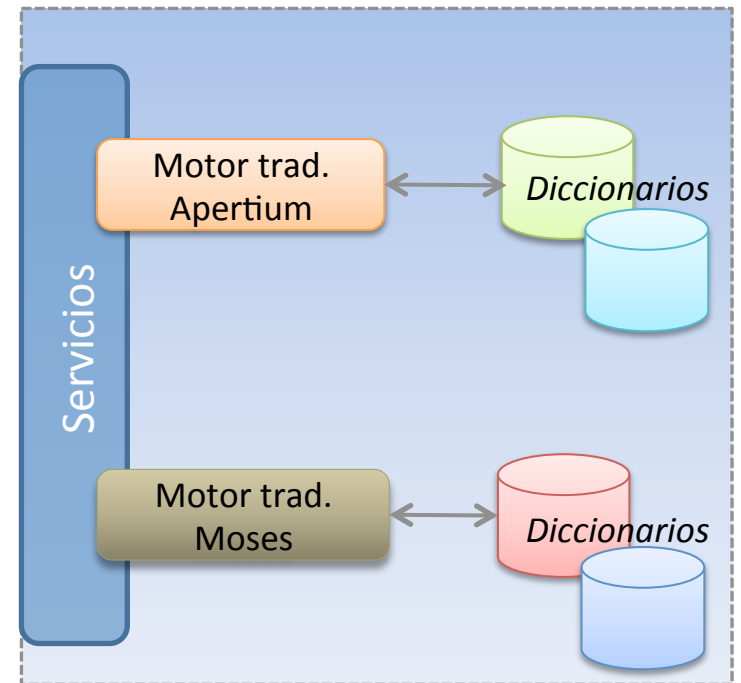 Servicios
Motor trad.
Apertium
Diccionarios
Motor trad.
Moses
Diccionarios